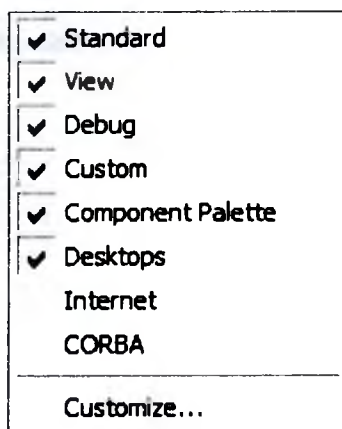 Standard
View
Debug
Custom
Component Palette
Desktops
Internet
CORBA
Customize...